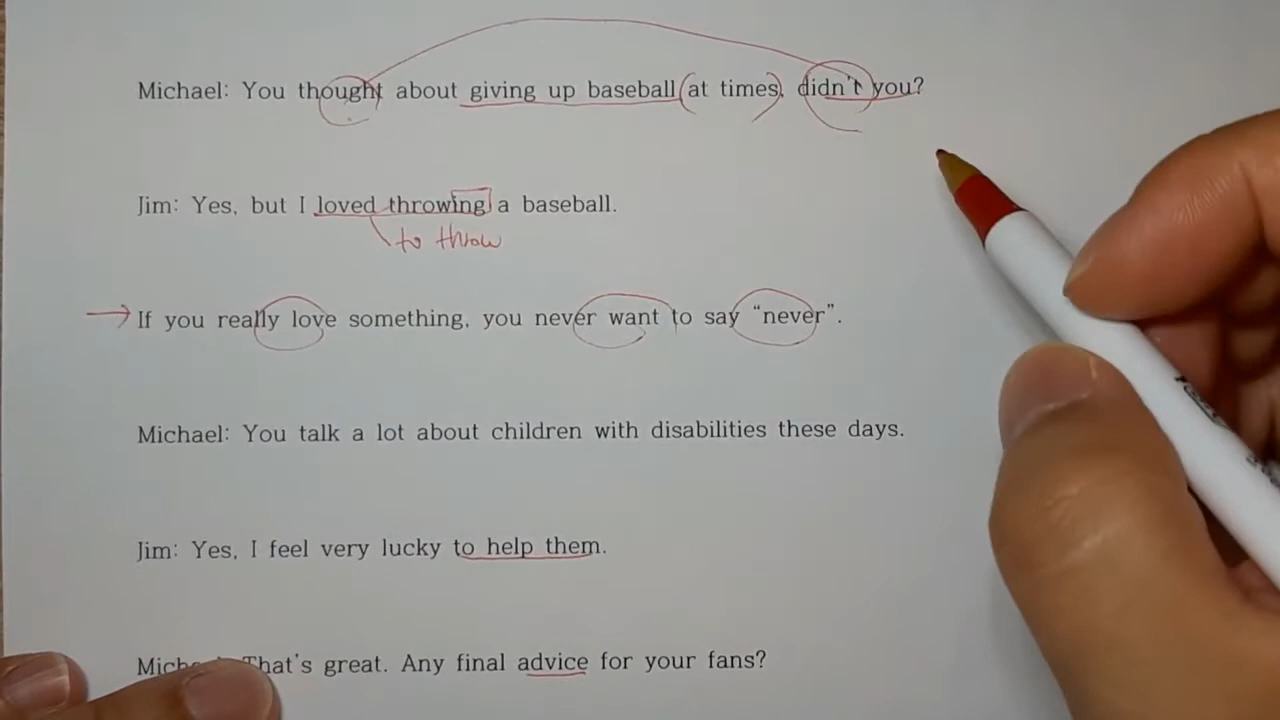 Michael: You thought about giving up baseball (at times), didn't you?
Jim: Yes, but I loved throwing a baseball.
to throw
If you really love something, you never want to say “never”.
Michael: You talk a lot about children with disabilities these days.
Jim: Yes, I feel very lucky to help them.
That's great. Any final advice for your fans?